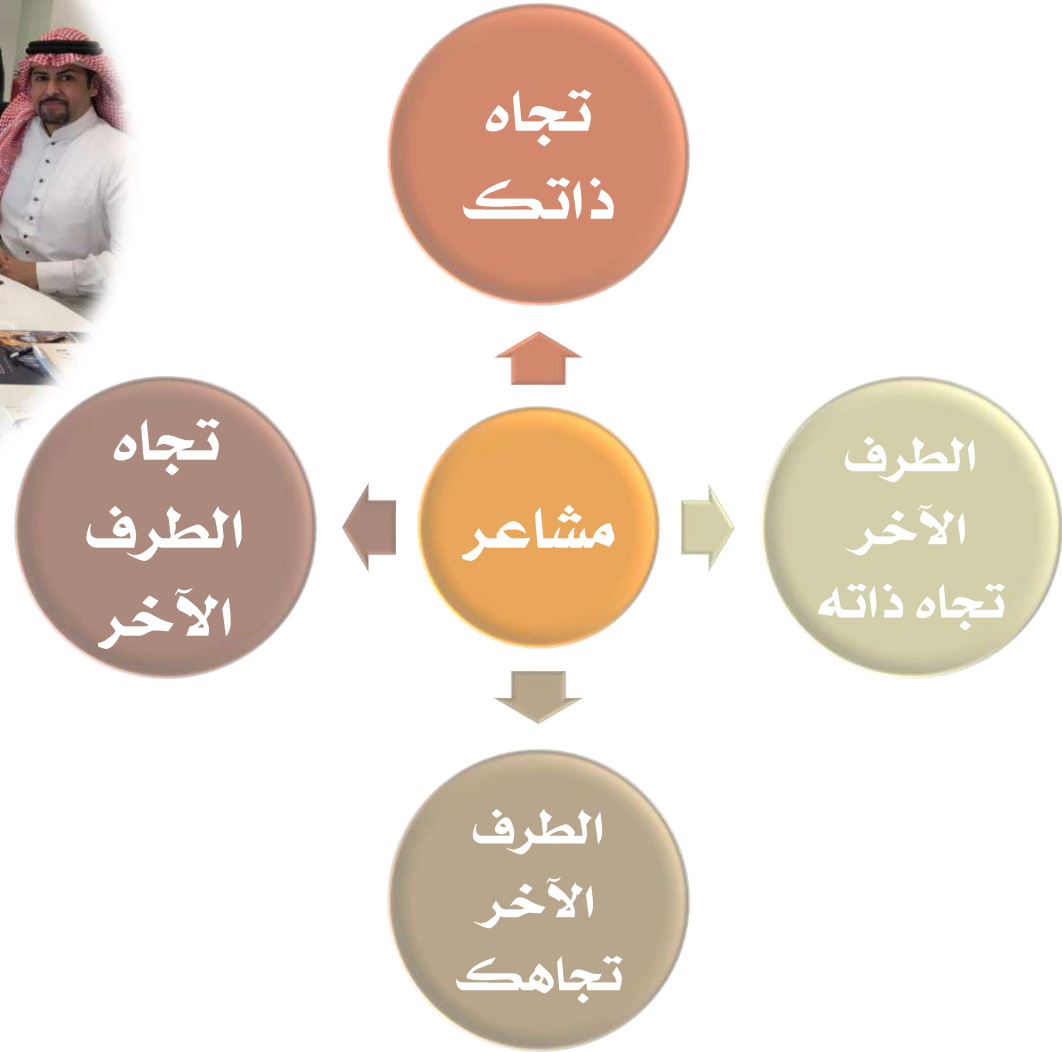 تجاه
ذاتك
الطرف
الآخر
تجاه ذاته
مشاعر
تجاه
الطرف
الآخر
الطرف
الآخر
تجاهك